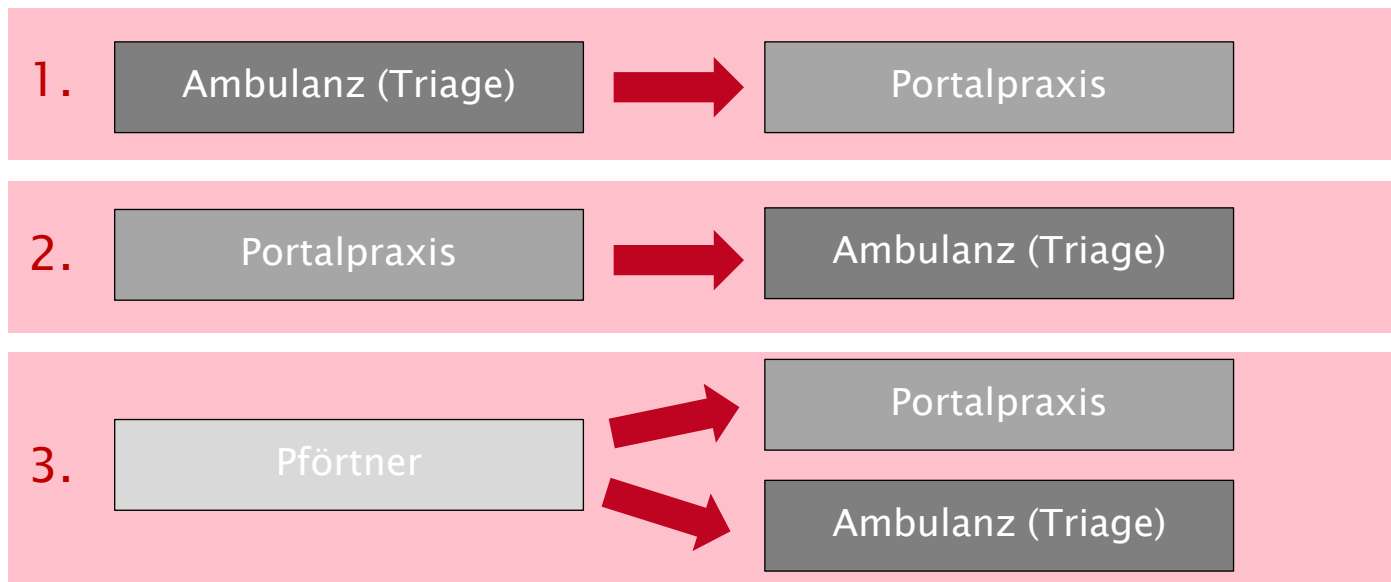 1. Ambulanz (Triage) Portalpraxis
2. Portalpraxis Ambulanz (Triage)
Portalpraxis
3. Pförtner
Ambulanz (Triage)